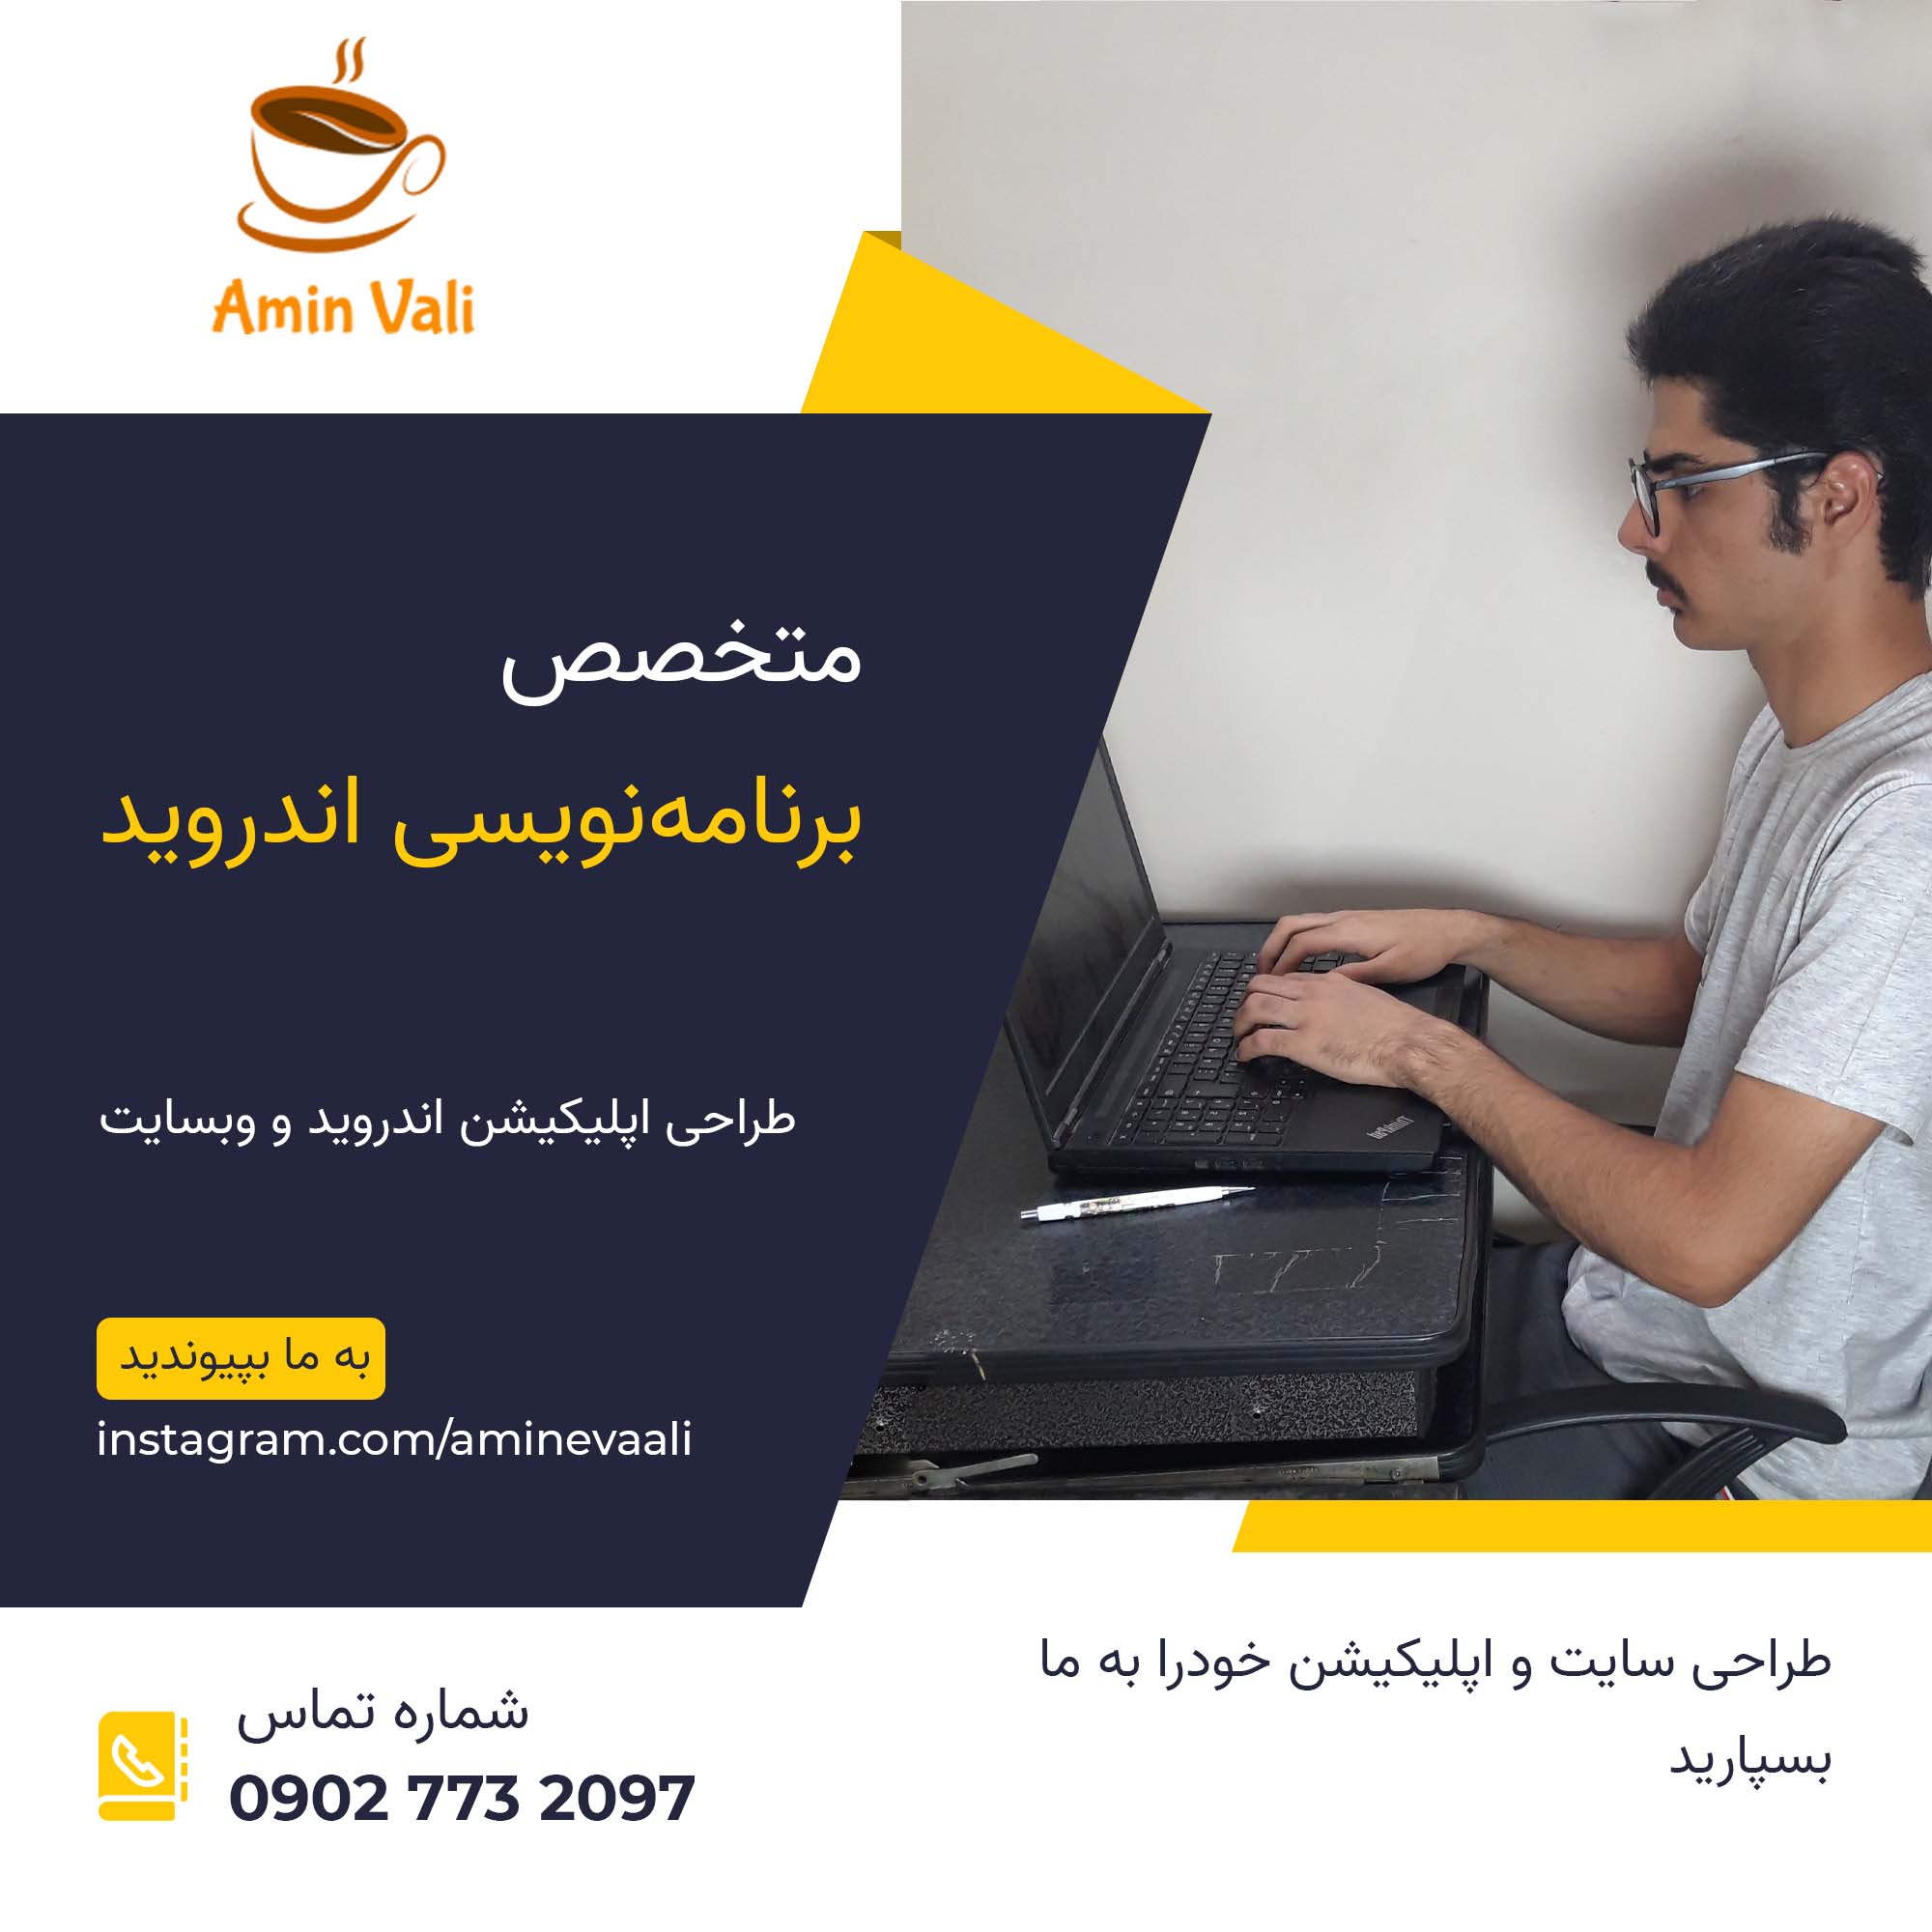 Amin Vali
متخصص
برنامه‌نویسی اندروید
طراحی اپلیکیشن اندروید و وبسایت
به ما بپیوندید
instagram.com/aminevaali
ThinkPad
طراحی سایت و اپلیکیشن خودرا به ما
بسپارید
شماره تماس
0902 773 2097